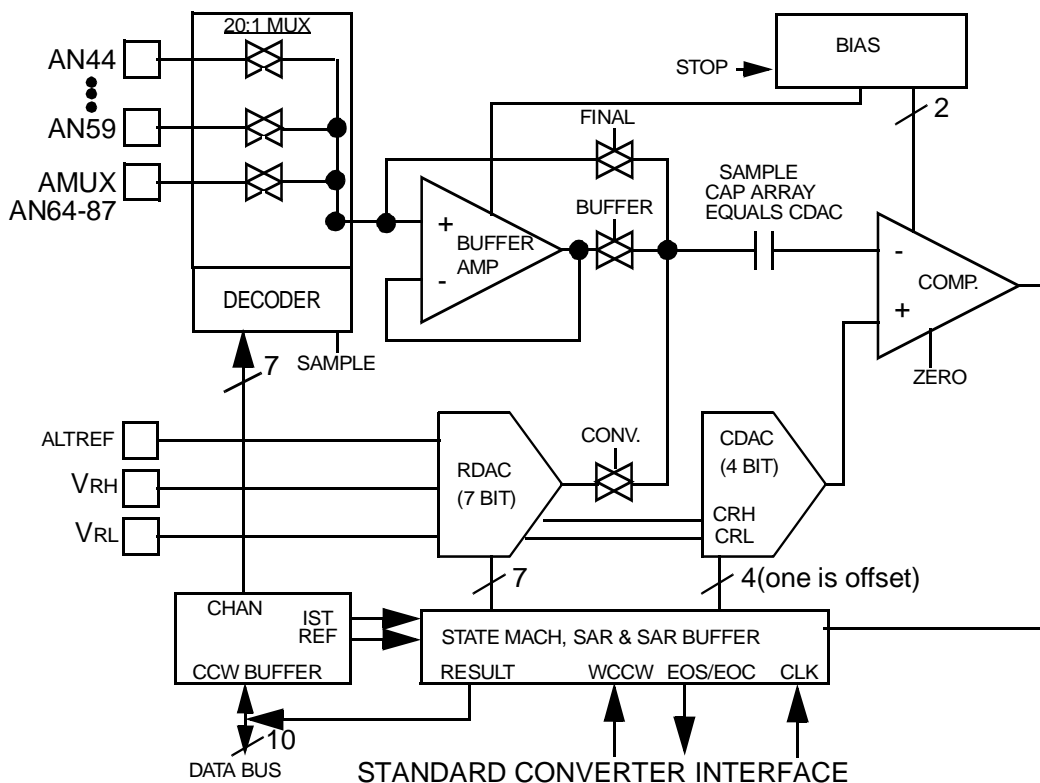 20:1 MUX
AN44
AN59
AMUX
AN64-87
DECODER
SAMPLE
7
STOP
BIAS
2
FINAL
BUFFER
+
BUFFER
AMP
-
SAMPLE
CAP ARRAY
EQUALS CDAC
-
COMP.
+
ZERO
ALTREF
VRH
VRL
RDAC
(7 BIT)
CONV.
CDAC
(4 BIT)
CRH
CRL
7
4(one is offset)
CHAN
IST
REF
CCW BUFFER
STATE MACH, SAR & SAR BUFFER
RESULT
WCCW
EOS/EOC
CLK
10
DATA BUS
STANDARD CONVERTER INTERFACE